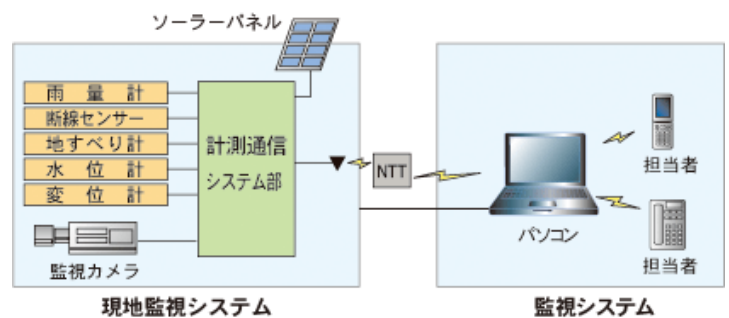 ソーラーパネル
雨量計
断線センサー
地すべり計
水位計
変位計
計測通信
システム部
監視カメラ
現地監視システム
NTT
パソコン
担当者
担当者
監視システム